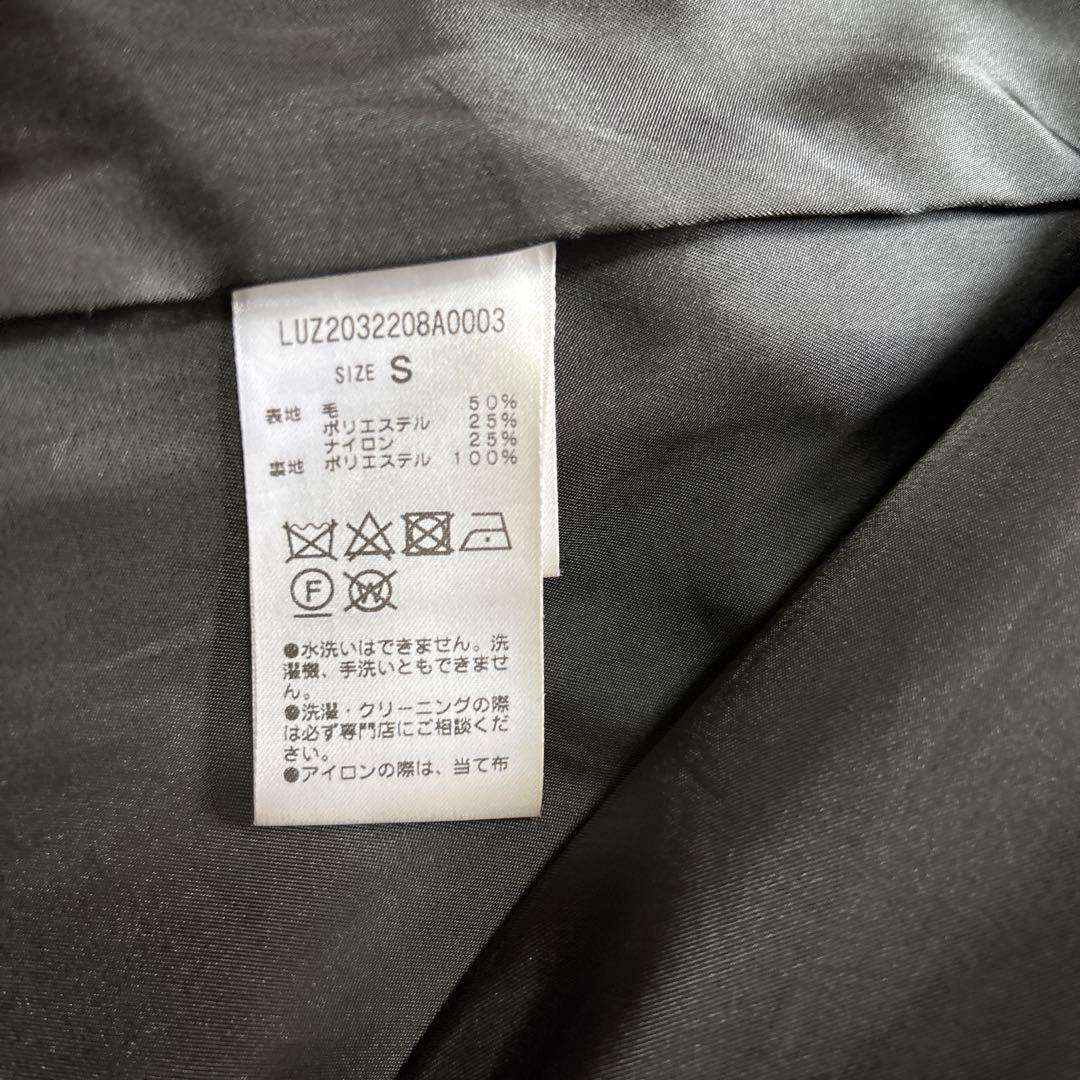 LUZ2032208A0003
SIZE S
表地 毛 50%
ポリエステル 25%
ナイロン 25%
裏地 ポリエステル 100%
F W
●水洗いはできません。洗
濯機、手洗いともできませ
ん。
●洗濯・クリーニングの際
は必ず専門店にご相談くだ
さい。
●アイロンの際は、当て布